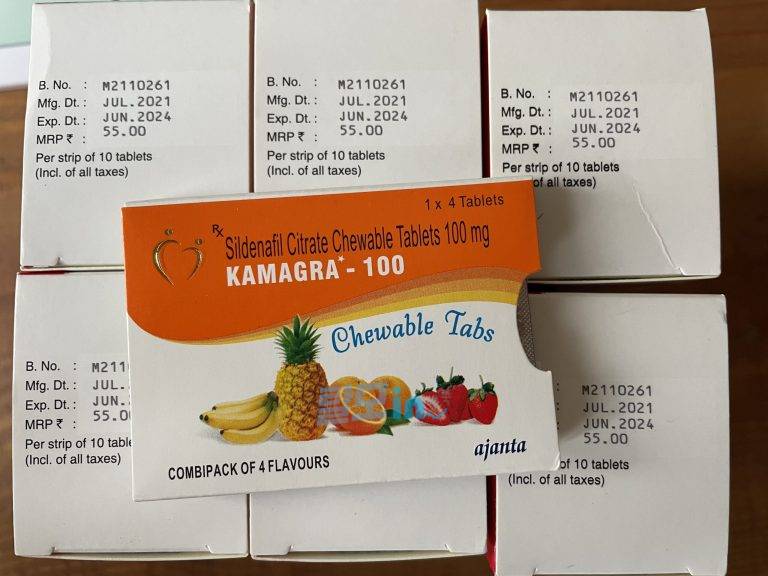 B. No. : M2110261
Mfg. Dt. : JUL.2021
Exp. Dt. : JUN.2024
MRP ₹ : 55.00
Per strip of 10 tablets
(Incl. of all taxes)
B. No. : M2110261
Mfg. Dt. : JUL.2021
Exp. Dt. : JUN.2024
MRP ₹ : 55.00
Per strip of 10 tablets
(Incl. of all taxes)
B. No. : M2110261
Mfg. Dt. : JUL.2021
Exp. Dt. : JUN.2024
MRP ₹ : 55.00
Per strip of 10 tablets
of all taxes)
1 x 4 Tablets
Rx Sildenafil Citrate Chewable Tablets 100 mg
KAMAGRA* - 100
Chewable Tabs
COMBIPACK OF 4 FLAVOURS
ajanta
B. No. : M211
Mfg. Dt. : JUL.
Exp. Dt. : JUN.
MRP ₹ : 55.0
Per strip of 10 table
(Incl. of all taxes)
: M2110261
: JUL.2021
: JUN.2024
: 55.00
of 10 tablets
(Incl. of all taxes)